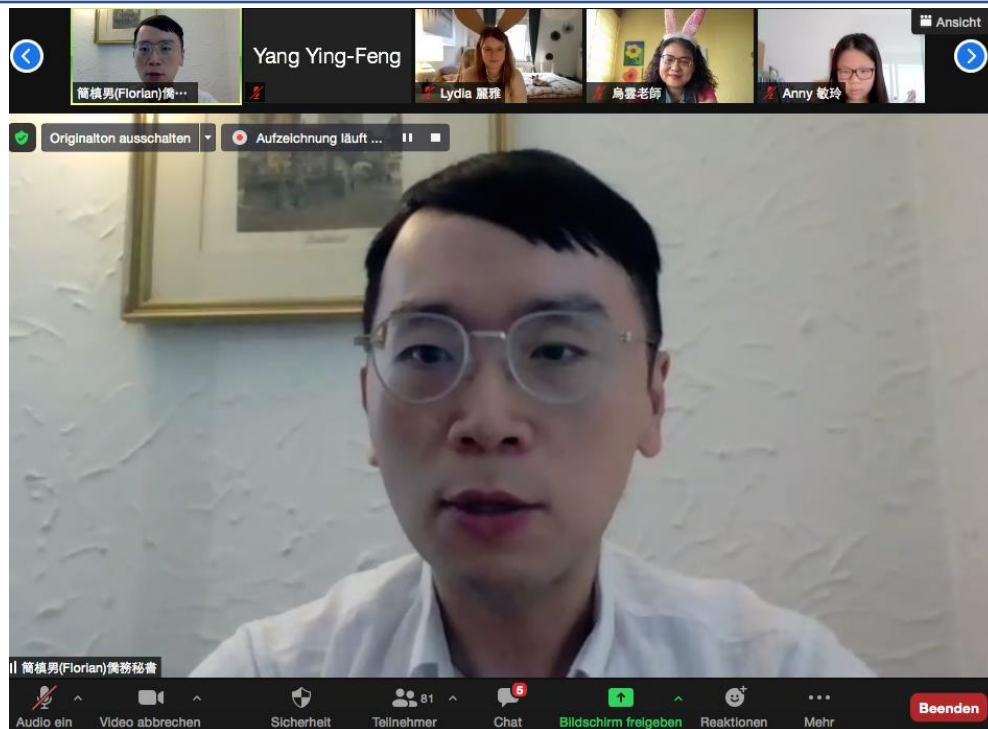 Ansicht
Yang Ying-Feng
簡槙男(Florian)僑…
Lydia 麗雅
烏雲老師
Anny 敏玲
Originalton ausschalten
Aufzeichnung läuft ...
簡槙男(Florian)僑務秘書
81
5
Audio ein
Video abbrechen
Sicherheit
Teilnehmer
Chat
Bildschirm freigeben
Reaktionen
Mehr
Beenden